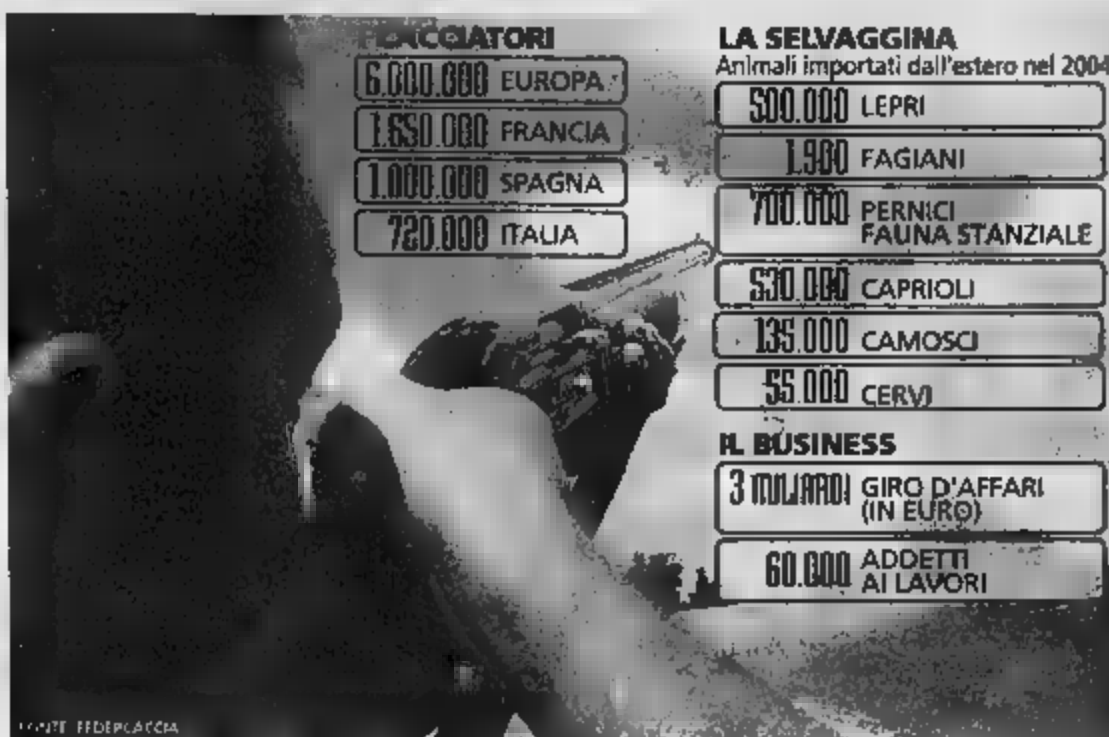 CACCIATORI
6.000.000 EUROPA
1.650.000 FRANCIA
1.000.000 SPAGNA
720.000 ITALIA
LA SELVAGGINA
Animali importati dall'estero nel 2004
500.000 LEPRI
1.900 FAGIANI
700.000 PERNICI
FAUNA STANZIALE
530.000 CAPRIOLI
135.000 CAMOSCI
55.000 CERVI
IL BUSINESS
3 MILIARDI GIRO D'AFFARI
(IN EURO)
60.000 ADDETTI
AI LAVORI
FONTE FEDERCACCIA